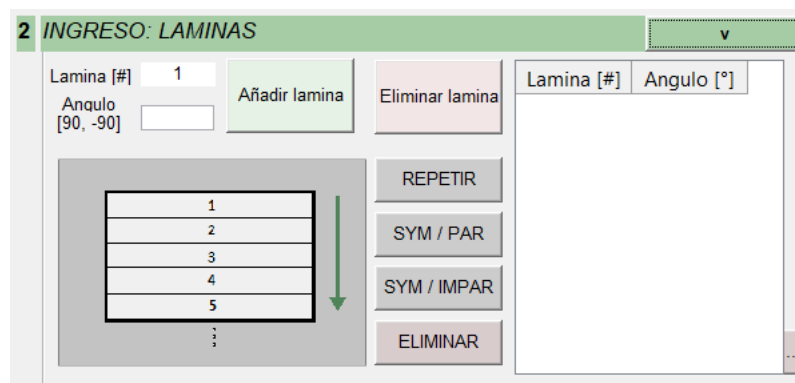 2 INGRESO: LAMINAS
v
Lamina [#] 1
Angulo
[90, -90]
Añadir lamina
Eliminar lamina
Lamina [#] Angulo [°]
1
2
3
4
5
REPETIR
SYM / PAR
SYM / IMPAR
ELIMINAR
...